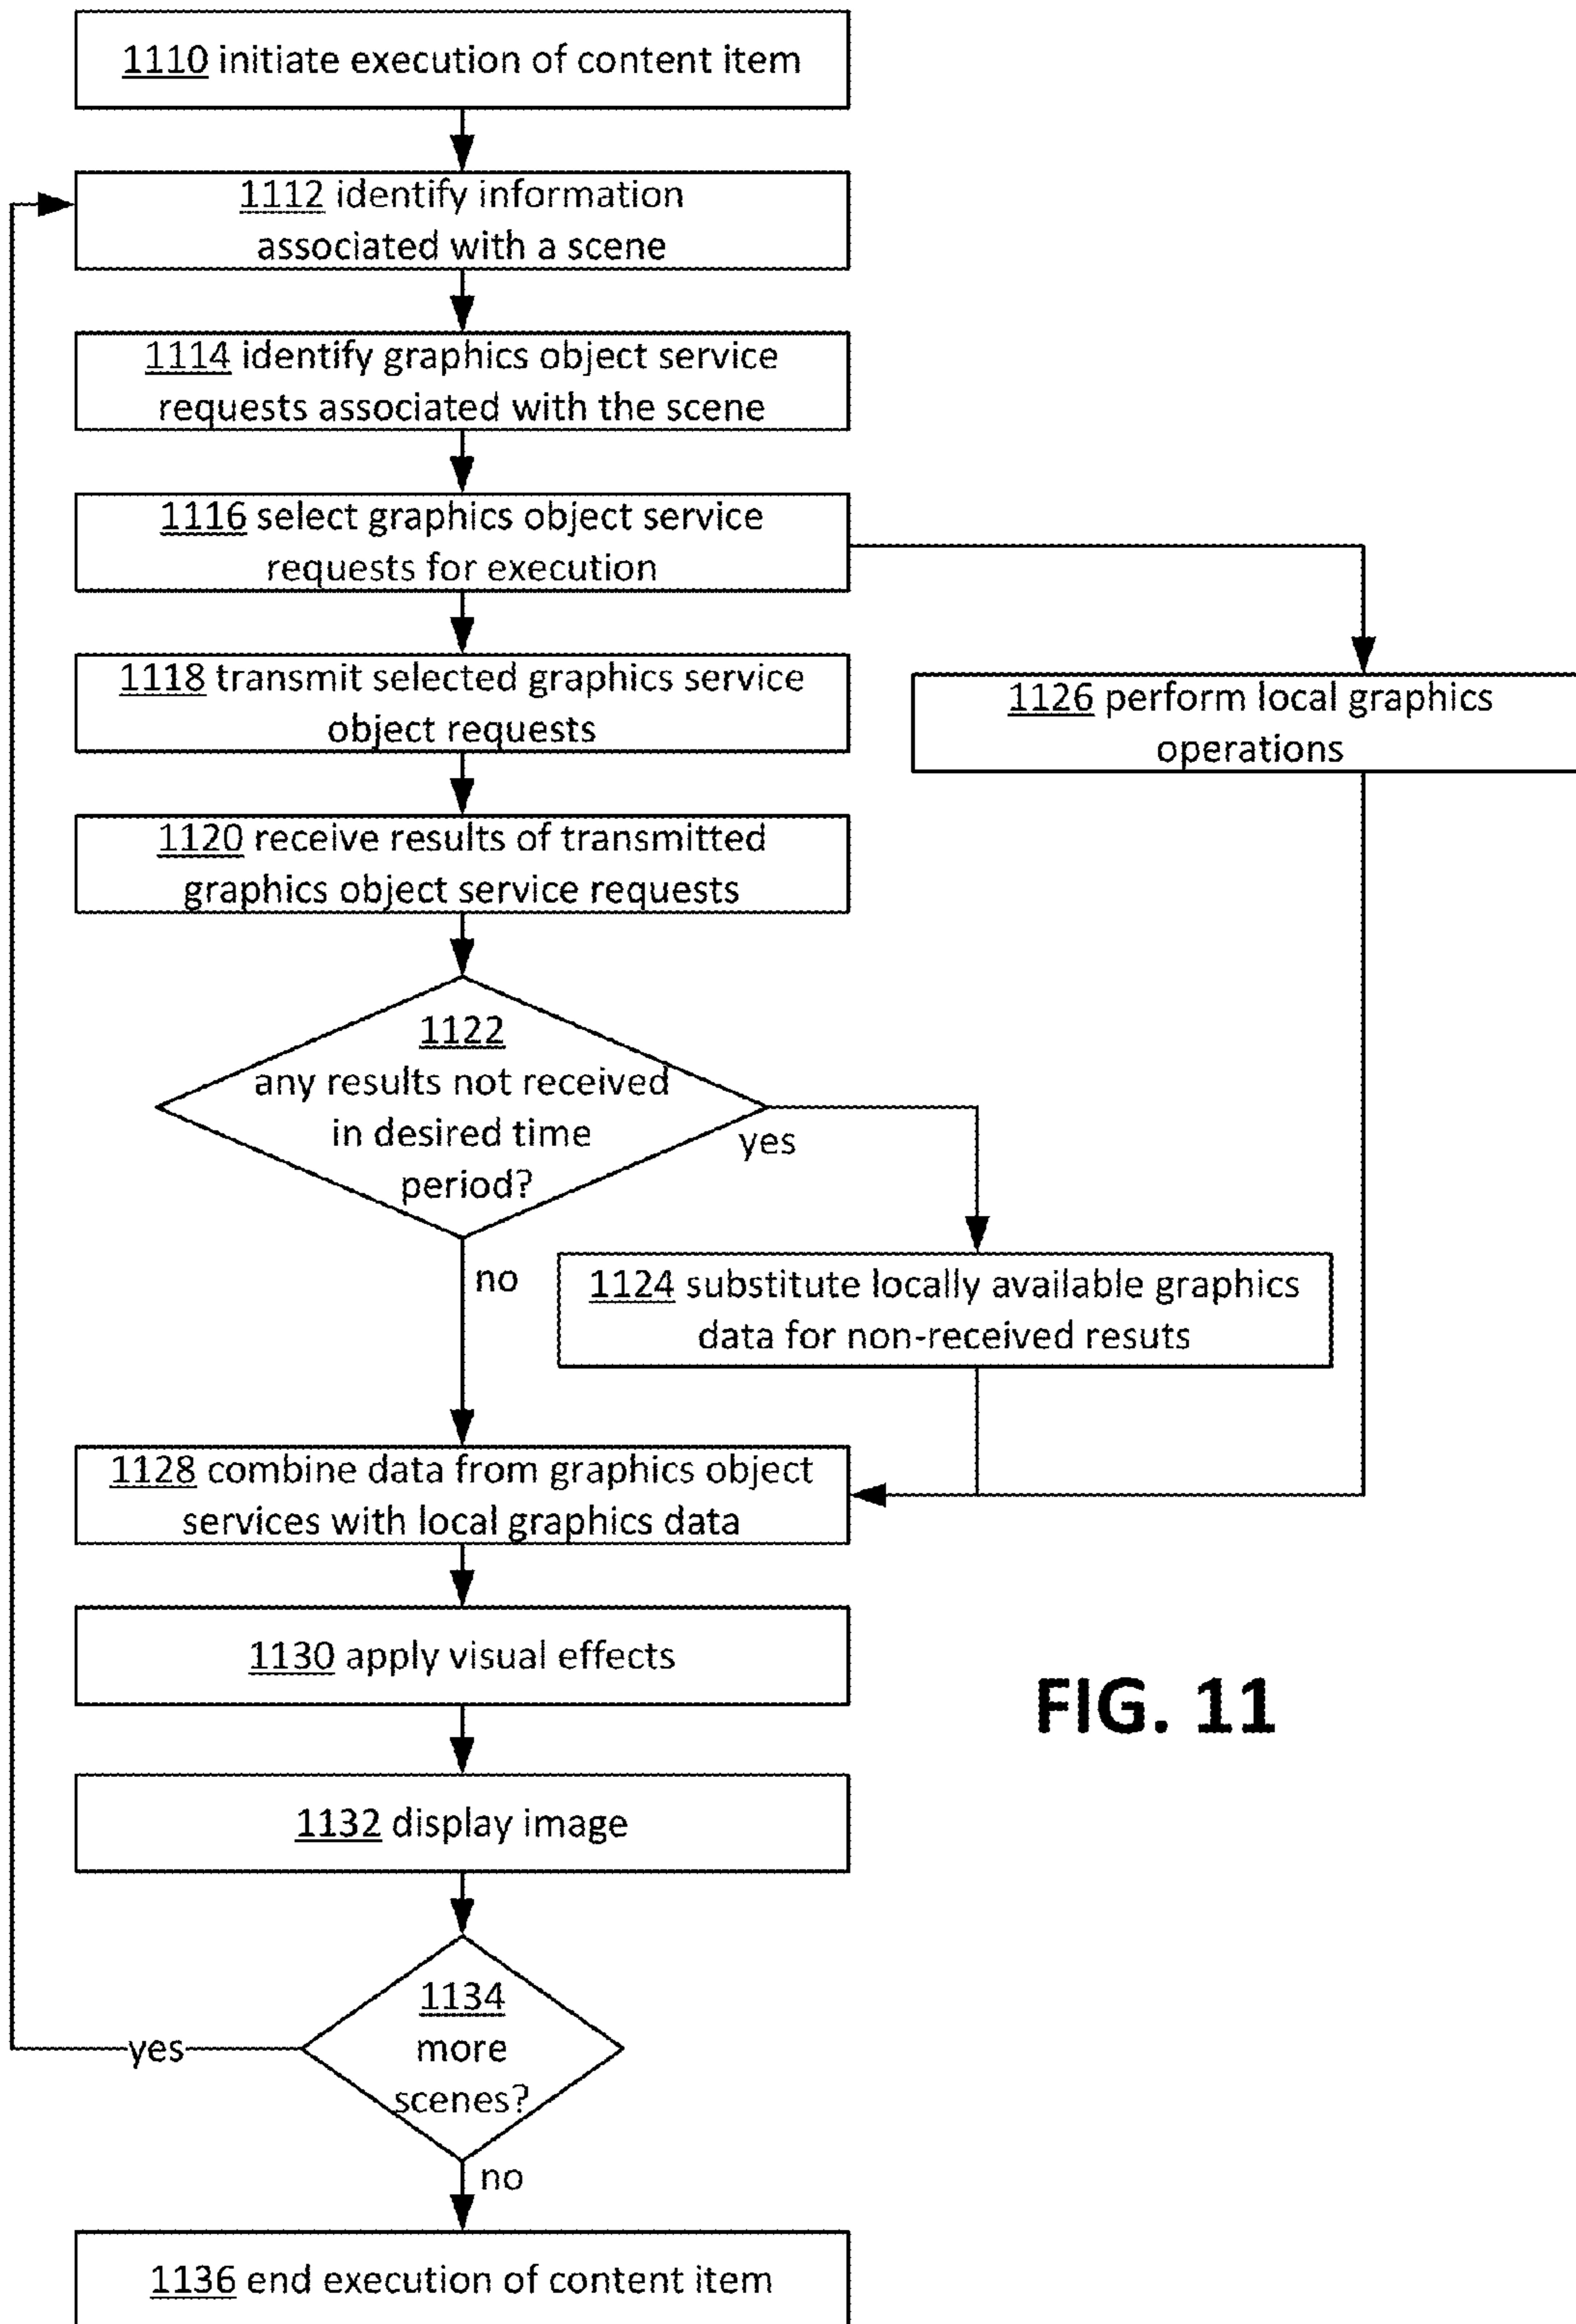 1110 initiate execution of content item
1112 identify information
associated with a scene
1114 identify graphics object service
requests associated with the scene
1116 select graphics object service
requests for execution
1118 transmit selected graphics service
object requests
1126 perform local graphics
operations
1120 receive results of transmitted
graphics object service requests
1122
any results not received
in desired time
period?
yes
no
1124 substitute locally available graphics
data for non-received resuts
1128 combine data from graphics object
services with local graphics data
1130 apply visual effects
FIG. 11
1132 display image
1134
more
scenes?
yes
no
1136 end execution of content item